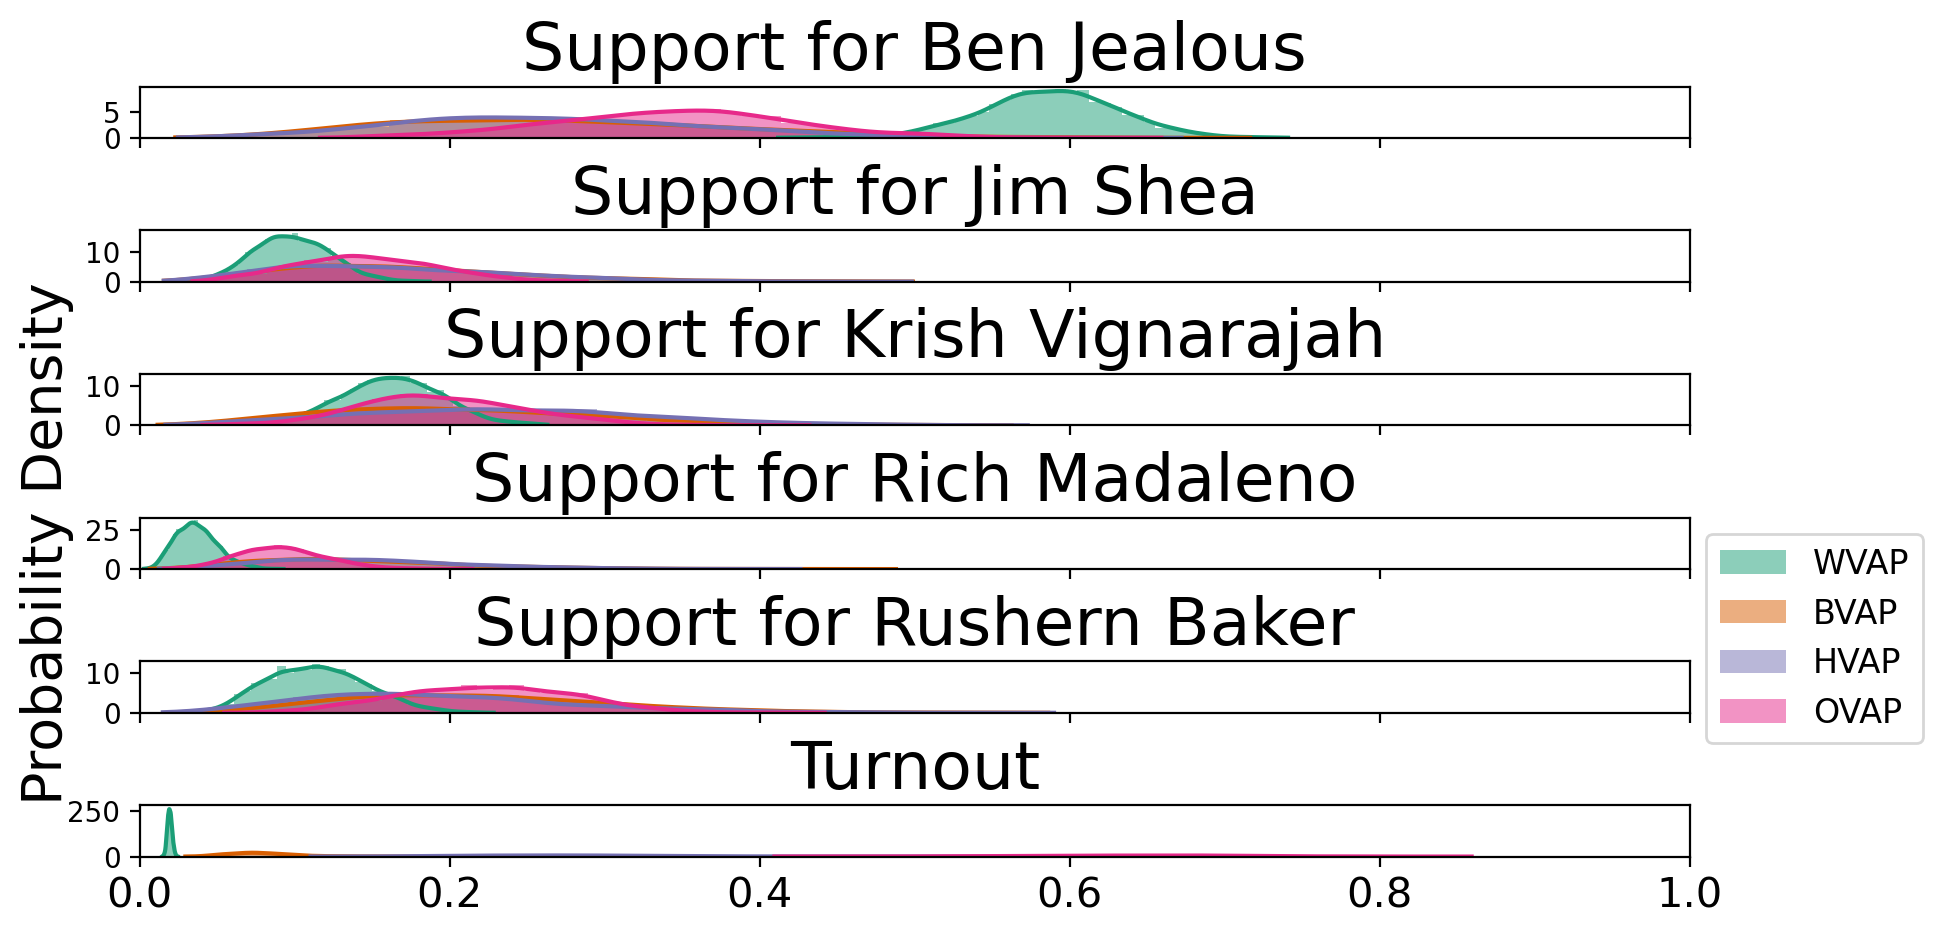 Support for Ben Jealous
5
0
Support for Jim Shea
10
0
Support for Krish Vignarajah
10
0
Support for Rich Madaleno
25
0
Support for Rushern Baker
10
0
Turnout
250
0
0.0 0.2 0.4 0.6 0.8 1.0
Probability Density
WVAP
BVAP
HVAP
OVAP